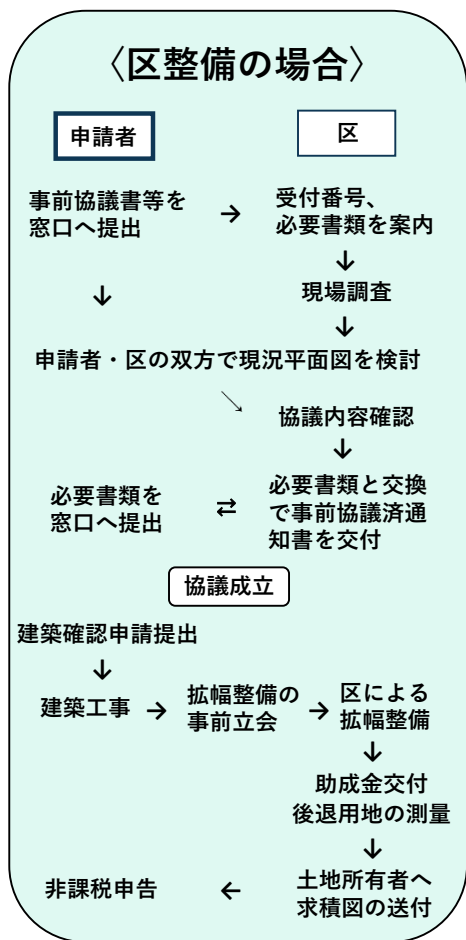 〈区整備の場合〉
申請者
区
事前協議書等を
窓口へ提出
→
受付番号、
必要書類を案内
↓
↓
現場調査
↓
申請者・区の双方で現況平面図を検討
↘
協議内容確認
↓
必要書類を
窓口へ提出
⇄
必要書類と交換
で事前協議済通
知書を交付
協議成立
建築確認申請提出
↓
建築工事
→
拡幅整備の
事前立会
→
区による
拡幅整備
↓
助成金交付
後退用地の測量
↓
非課税申告
←
土地所有者へ
求積図の送付